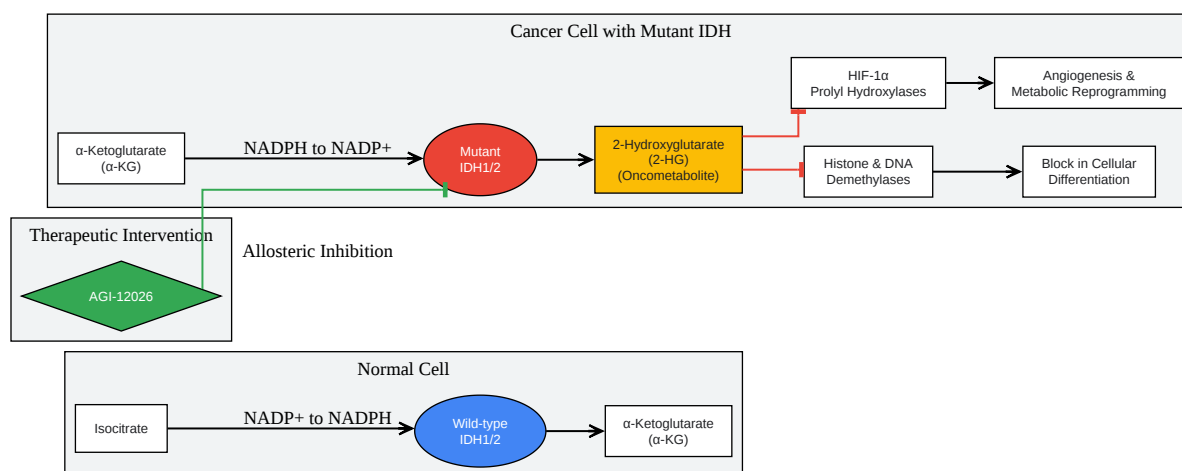 Cancer Cell with Mutant IDH
HIF-1α
Prolyl Hydroxylases
Angiogenesis &
Metabolic Reprogramming
α-Ketoglutarate
(α-KG)
NADPH to NADP+
Mutant
IDH1/2
2-Hydroxyglutarate
(2-HG)
(Oncometabolite)
Histone & DNA
Demethylases
Block in Cellular
Differentiation
Therapeutic Intervention
Allosteric Inhibition
AGI-12026
Normal Cell
Isocitrate
NADP+ to NADPH
Wild-type
IDH1/2
α-Ketoglutarate
(α-KG)